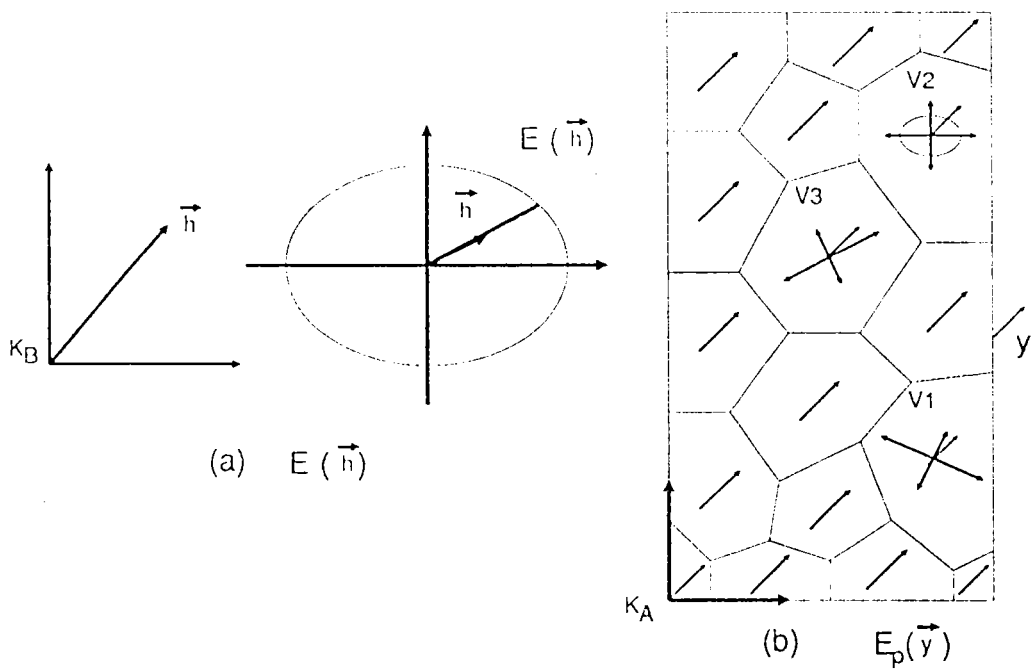 E (h⃗)
h⃗
h⃗
K_B
(a) E (h⃗)
V2
V3
y
V1
K_A
(b) E_p(y⃗)